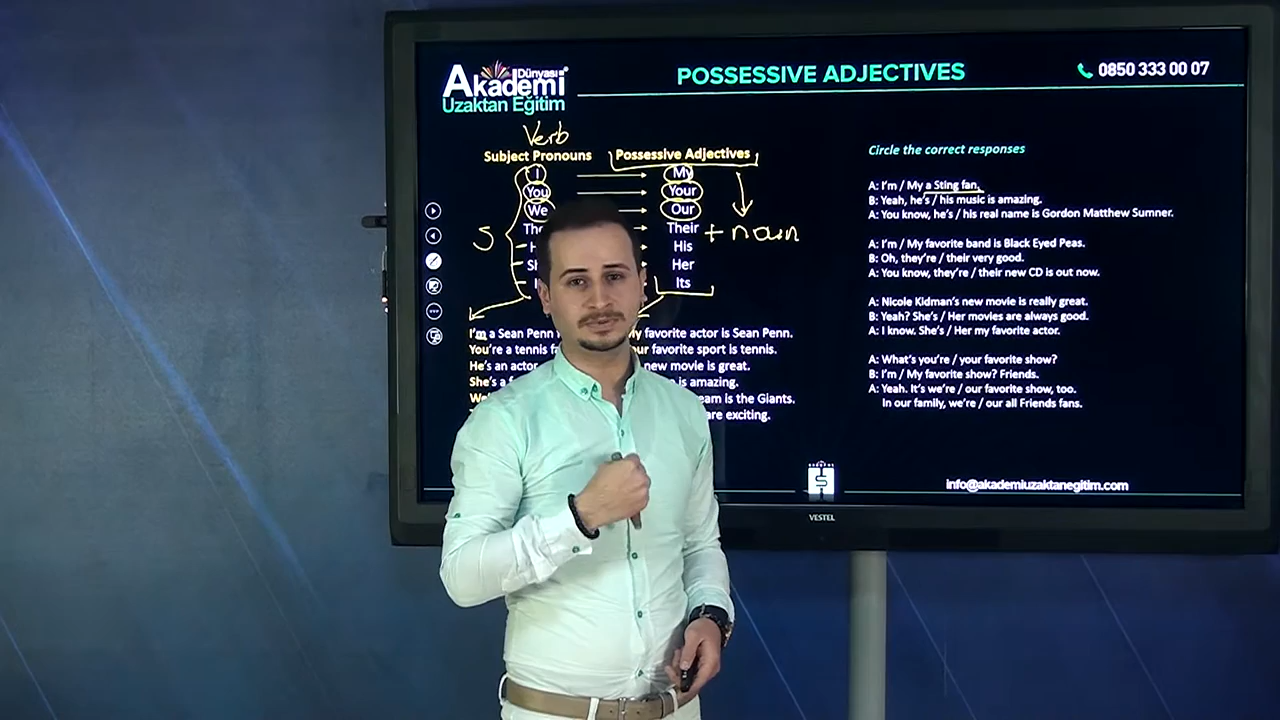 Akademi
Dünyası
Uzaktan Eğitim
POSSESSIVE ADJECTIVES
0850 333 00 07
Verb
Subject Pronouns
Possessive Adjectives
I
My
You
Your
We
Our
Their
His
Her
Its
S
+ noun
I'm a Sean Penn
favorite actor is Sean Penn.
You're a tennis
favorite sport is tennis.
He's an actor
new movie is great.
She's a
is amazing.
is the Giants.
are exciting.
Circle the correct responses
A: I'm / My a Sting fan.
B: Yeah, he's / his music is amazing.
A: You know, he's / his real name is Gordon Matthew Sumner.
A: I'm / My favorite band is Black Eyed Peas.
B: Oh, they're / their very good.
A: You know, they're / their new CD is out now.
A: Nicole Kidman's new movie is really great.
B: Yeah? She's / Her movies are always good.
A: I know. She's / Her my favorite actor.
A: What's you're / your favorite show?
B: I'm / My favorite show? Friends.
A: Yeah. It's we're / our favorite show, too.
In our family, we're / our all Friends fans.
info@akademiuzaktanegitim.com
VESTEL